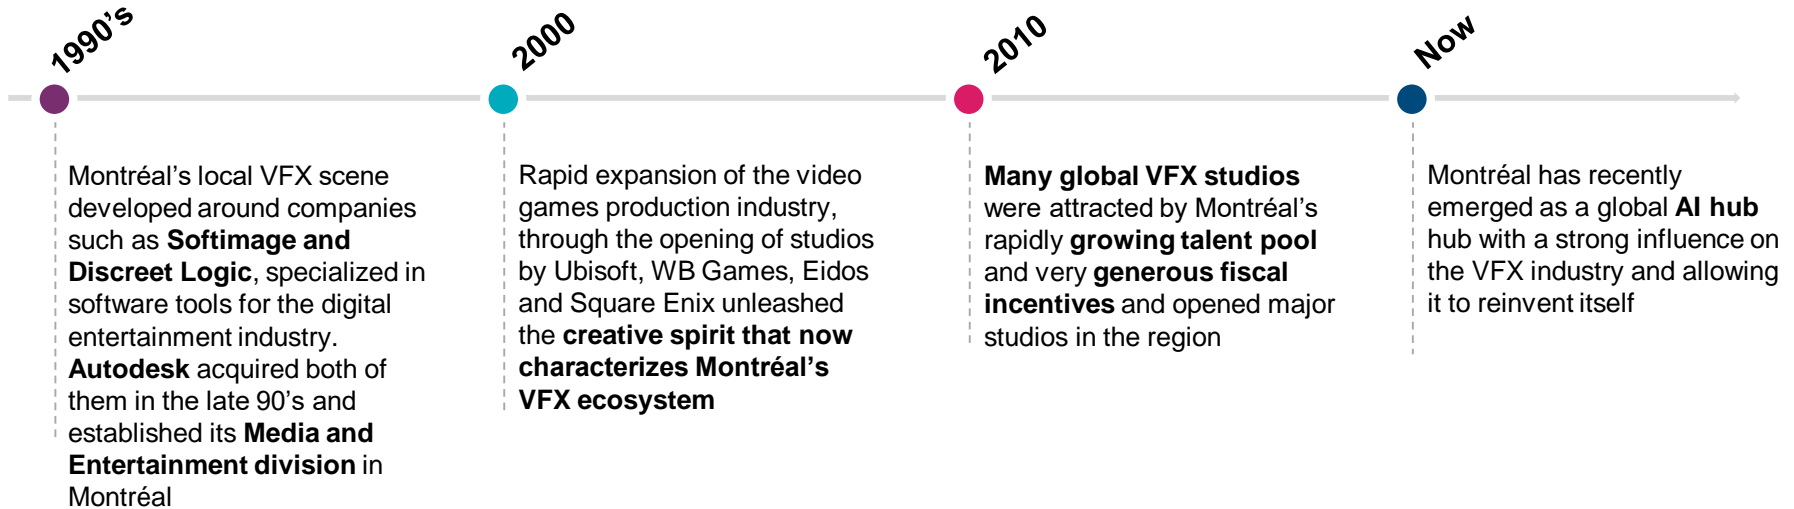 1990's
Montréal's local VFX scene
developed around companies
such as Softimage and
Discreet Logic, specialized in
software tools for the digital
entertainment industry.
Autodesk acquired both of
them in the late 90's and
established its Media and
Entertainment division in
Montréal
2000
Rapid expansion of the video
games production industry,
through the opening of studios
by Ubisoft, WB Games, Eidos
and Square Enix unleashed
the creative spirit that now
characterizes Montréal's
VFX ecosystem
2010
Many global VFX studios
were attracted by Montréal's
rapidly growing talent pool
and very generous fiscal
incentives and opened major
studios in the region
Now
Montréal has recently
emerged as a global AI hub
hub with a strong influence on
the VFX industry and allowing
it to reinvent itself